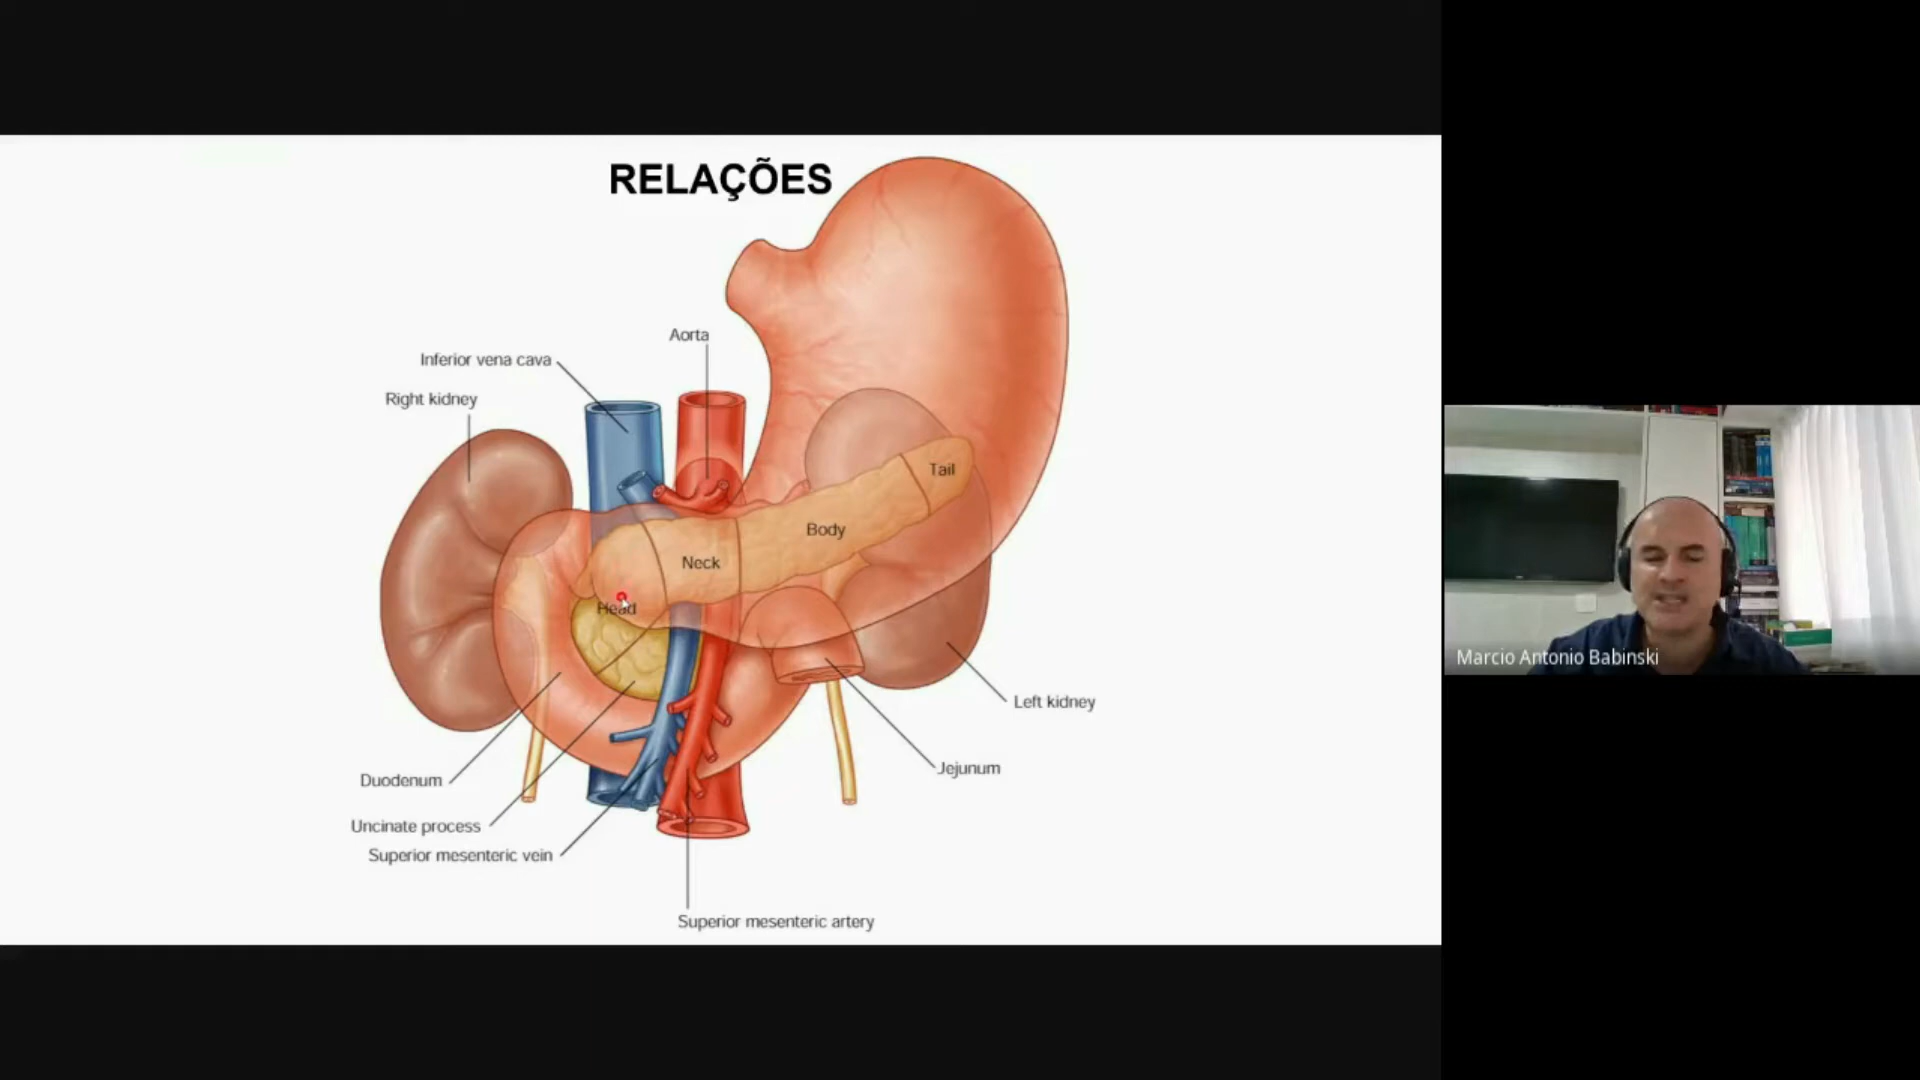 RELAÇÕES
Aorta
Inferior vena cava
Right kidney
Tail
Body
Neck
Head
Left kidney
Jejunum
Duodenum
Uncinate process
Superior mesenteric vein
Superior mesenteric artery
Marcio Antonio Babinski